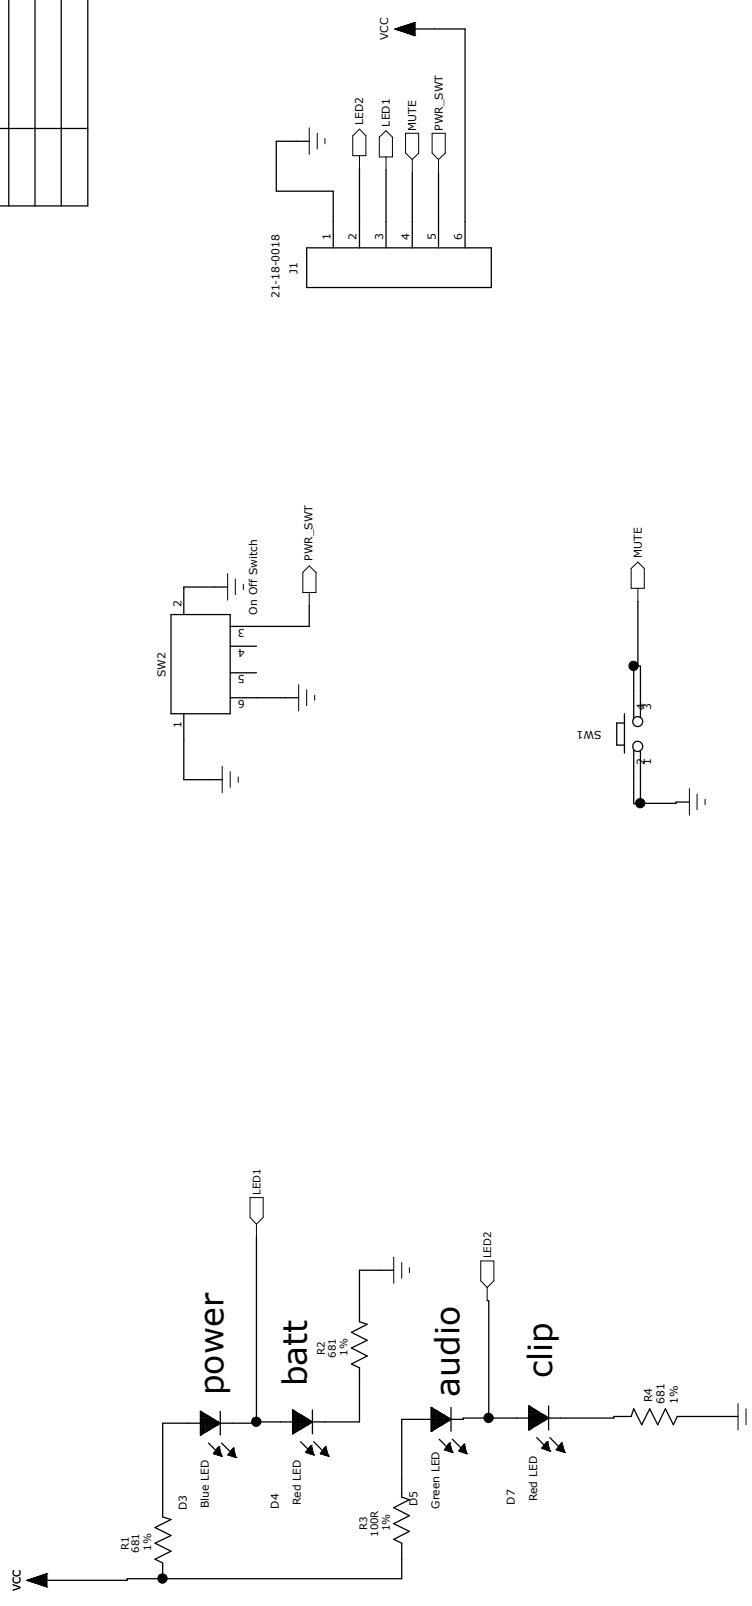 VCC
LED2
LED1
MUTE
PWR_SWT
1
2
3
4
5
6
21-18-0018
J1
PWR_SWT
On Off Switch
2
3
4
5
6
SW2
1
MUTE
4
3
SW1
2
1
LED1
power
batt
R2
681
1%
D3
Blue LED
D4
Red LED
R1
681
1%
VCC
LED2
audio
clip
R4
681
1%
D5
Green LED
D7
Red LED
R3
100R
1%